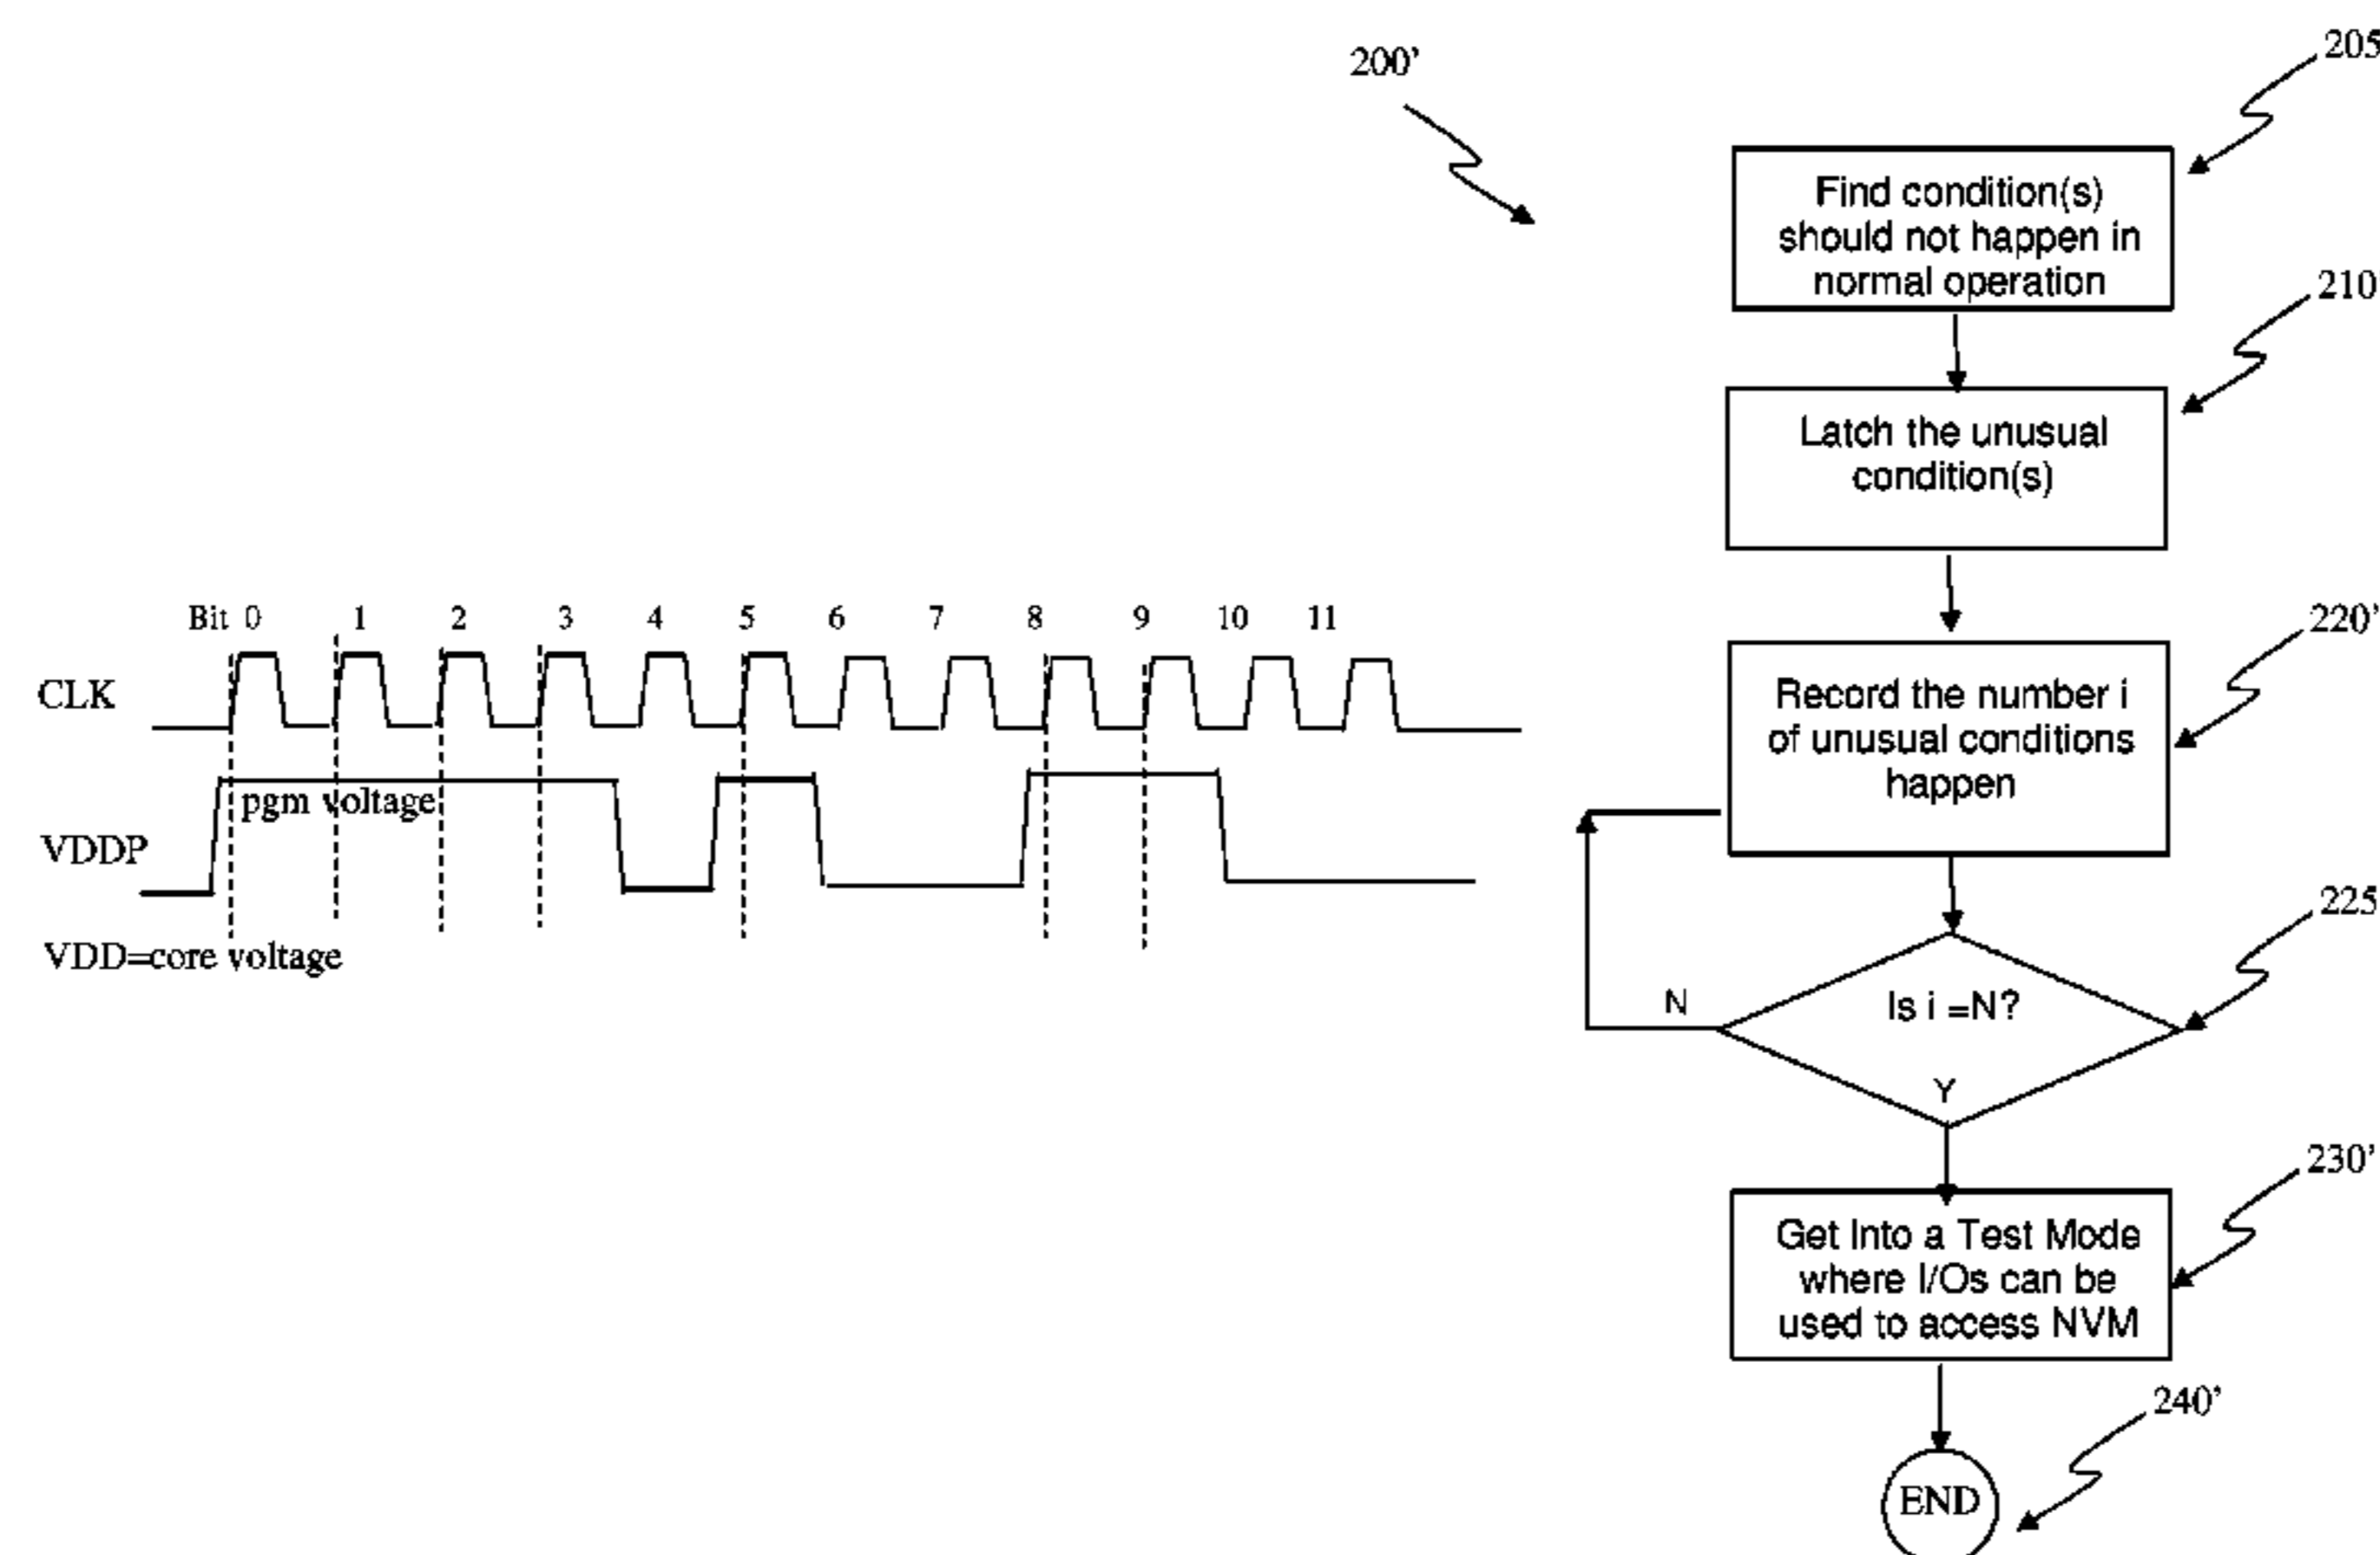 200’
205
Find condition(s)
should not happen in
normal operation
210
Latch the unusual
condition(s)
Bit 0 1 2 3 4 5 6 7 8 9 10 11
CLK
pgm voltage
VDDP
VDD=core voltage
220’
Record the number i
of unusual conditions
happen
225
Is i =N?
N
Y
230’
Get Into a Test Mode
where I/Os can be
used to access NVM
240’
END